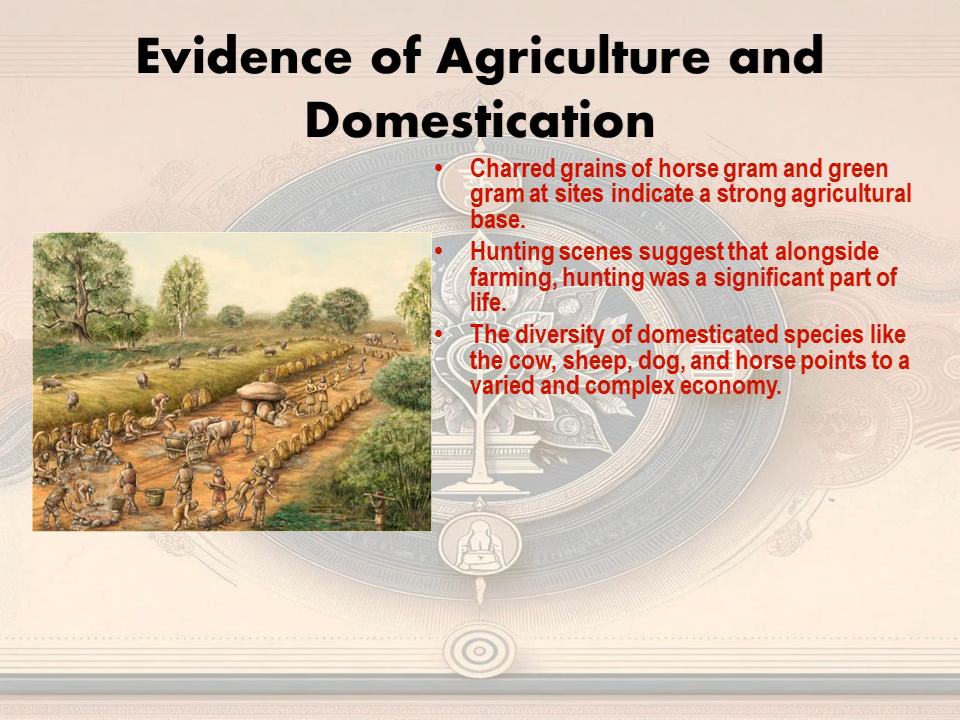 Evidence of Agriculture and
Domestication
• Charred grains of horse gram and green
gram at sites indicate a strong agricultural
base.
• Hunting scenes suggest that alongside
farming, hunting was a significant part of
life.
• The diversity of domesticated species like
the cow, sheep, dog, and horse points to a
varied and complex economy.